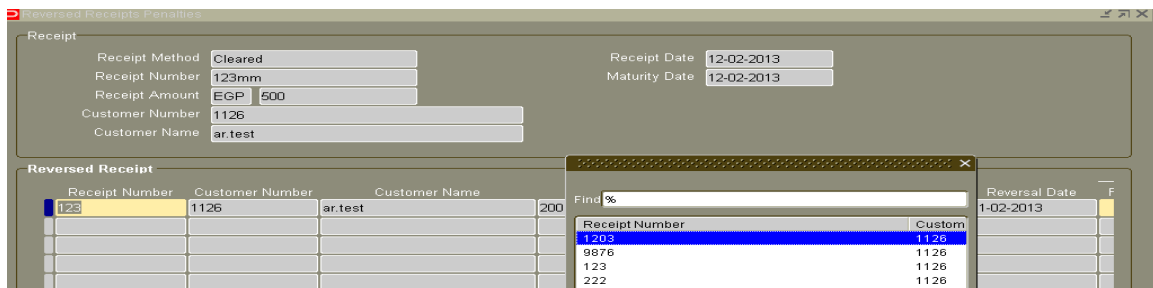 Reversed Receipts Penalties
Receipt
Receipt Method Cleared Receipt Date 12-02-2013
Receipt Number 123mm Maturity Date 12-02-2013
Receipt Amount EGP 500
Customer Number 1126
Customer Name ar.test
Reversed Receipt
Receipt Number Customer Number Customer Name Reversal Date F
123 1126 ar.test 200 1-02-2013
Find %
Receipt Number Custom
1203 1126
9876 1126
123 1126
222 1126